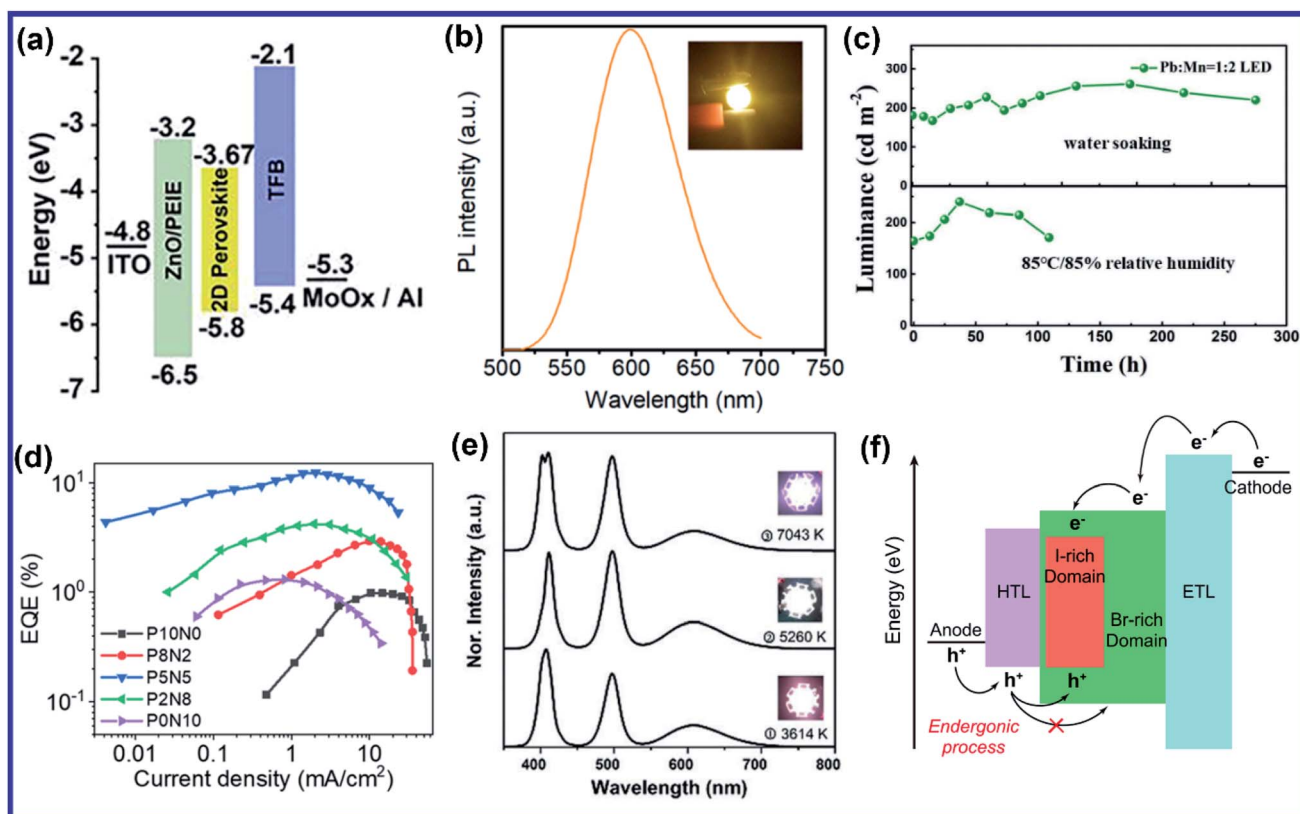 (a)
-2
-3
-4
-5
-6
-7
Energy (eV)
-4.8
ITO
-3.2
ZnO/PEIE
-6.5
-3.67
2D Perovskite
-5.8
-2.1
TFB
-5.4
-5.3
MoOx / Al
(b)
PL intensity (a.u.)
500 550 600 650 700 750
Wavelength (nm)
(c)
Luminance (cd m⁻²)
300
250
200
150
Pb:Mn=1:2 LED
water soaking
200
150
100
85°C/85% relative humidity
0 50 100 150 200 250 300
Time (h)
(d)
EQE (%)
10¹
10⁰
10⁻¹
P10N0
P8N2
P5N5
P2N8
P0N10
0.01 0.1 1 10
Current density (mA/cm²)
(e)
Nor. Intensity (a.u.)
③ 7043 K
② 5260 K
① 3614 K
400 500 600 700 800
Wavelength (nm)
(f)
Energy (eV)
e⁻
e⁻
Cathode
e⁻
e⁻
HTL
I-rich
Domain
Br-rich
Domain
ETL
Anode
h⁺
h⁺
h⁺
Endergonic
process